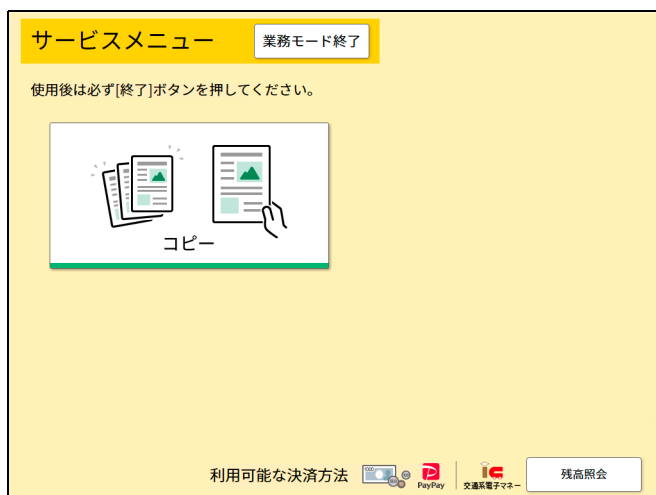 サービスメニュー
業務モード終了
使用後は必ず[終了]ボタンを押してください。
コピー
利用可能な決済方法
1000
PayPay
交通系電子マネー
残高照会